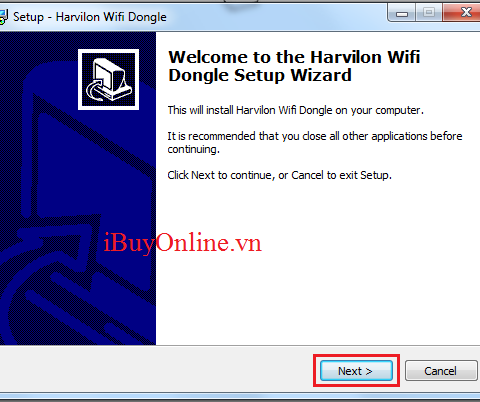 Setup - Harvilon Wifi Dongle
Welcome to the Harvilon Wifi
Dongle Setup Wizard
This will install Harvilon Wifi Dongle on your computer.
It is recommended that you close all other applications before
continuing.
Click Next to continue, or Cancel to exit Setup.
iBuyOnline.vn
Next >
Cancel